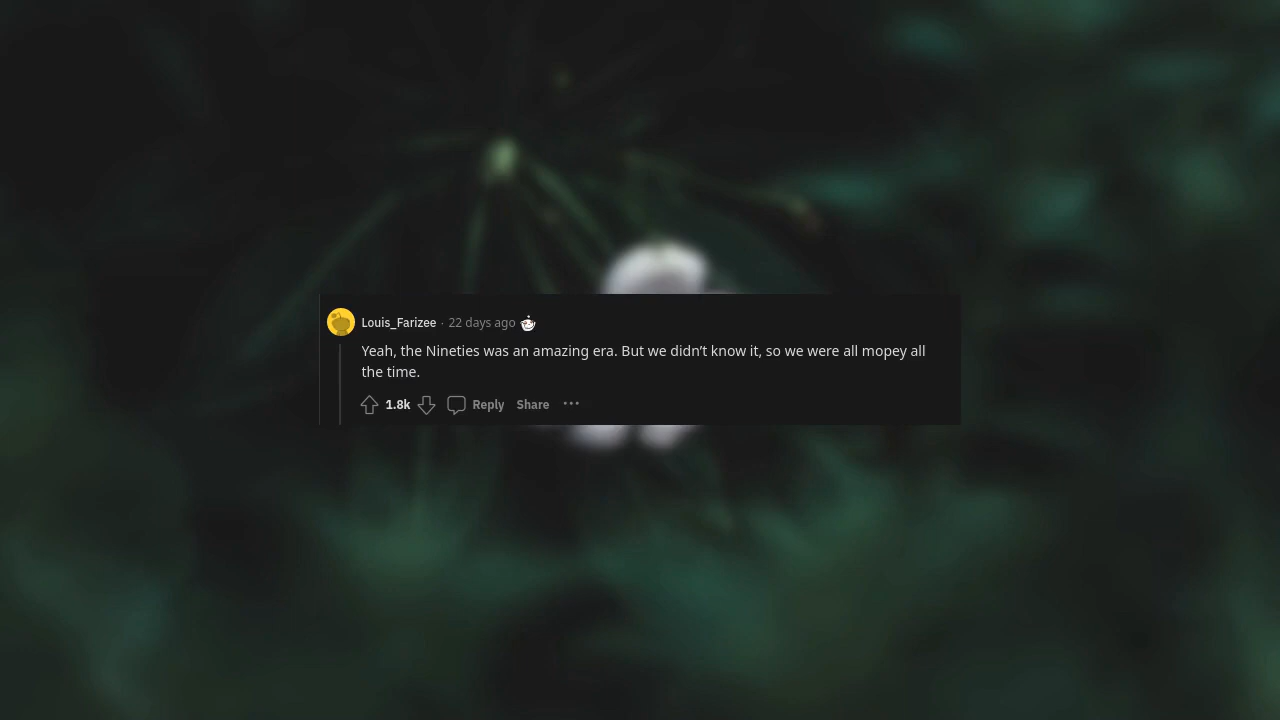 Louis_Farizee · 22 days ago
Yeah, the Nineties was an amazing era. But we didn’t know it, so we were all mopey all
the time.
1.8k Reply Share ···